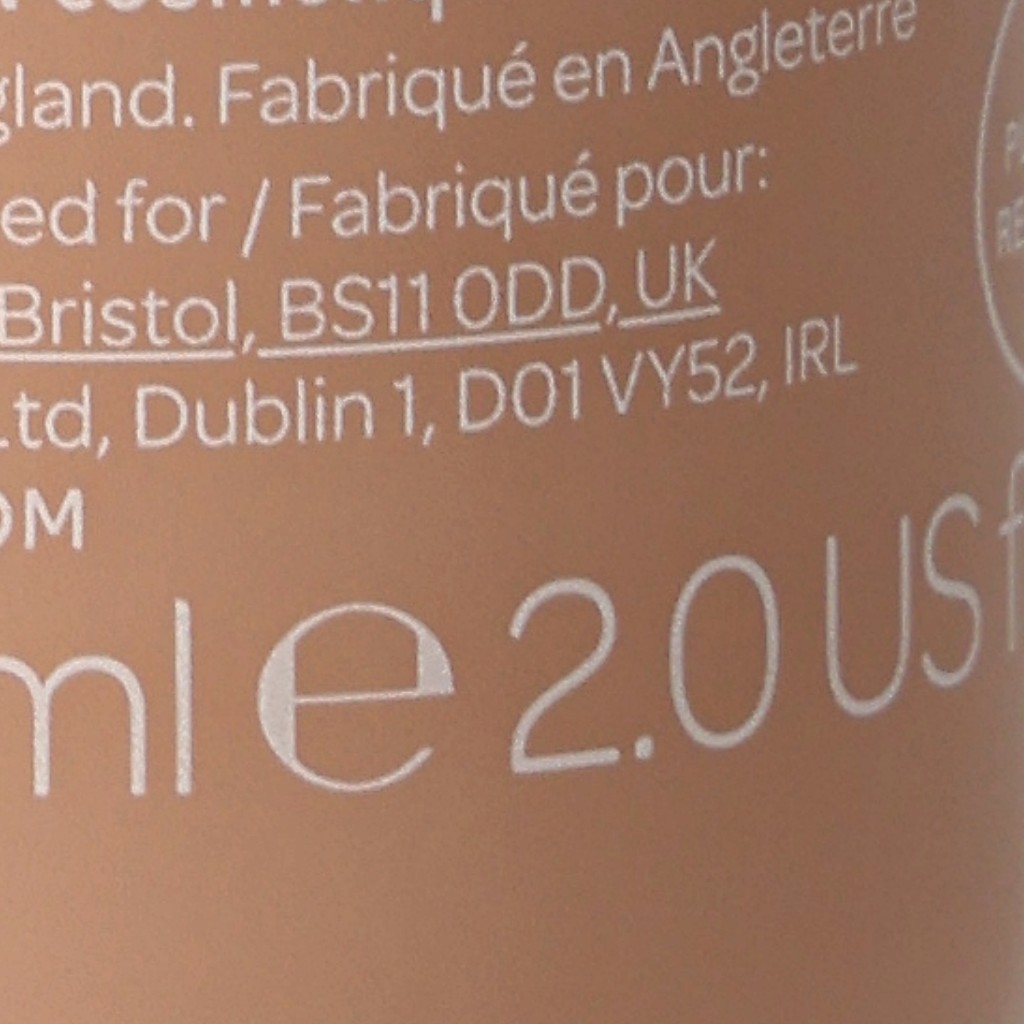 gland. Fabriqué en Angleterre
ed for / Fabriqué pour:
Bristol, BS11 0DD, UK
Ltd, Dublin 1, D01 VY52, IRL
OM
ml e 2.0 US f